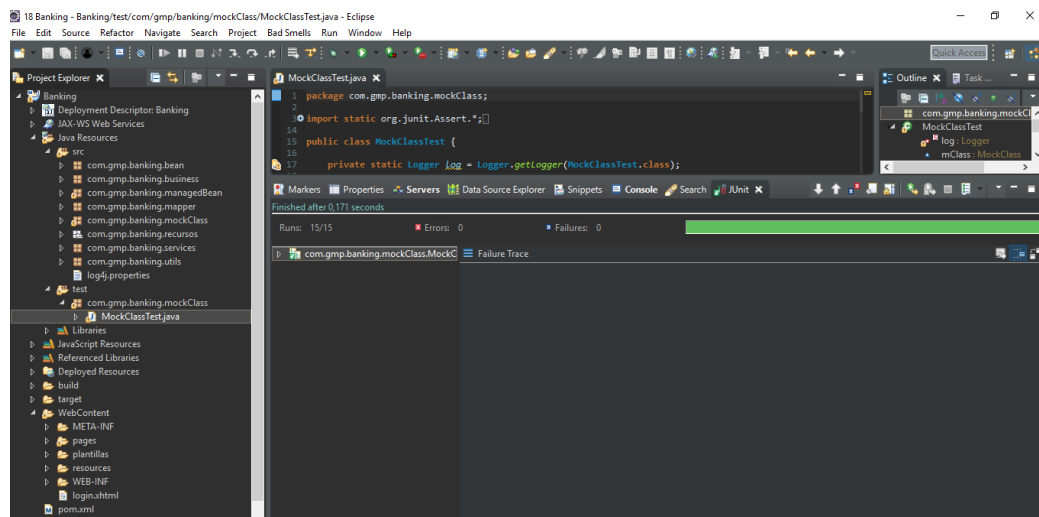 18 Banking - Banking/test/com/gmp/banking/mockClass/MockClassTest.java - Eclipse
File Edit Source Refactor Navigate Search Project Bad Smells Run Window Help
Quick Access
Project Explorer
Banking
Deployment Descriptor: Banking
JAX-WS Web Services
Java Resources
src
com.gmp.banking.bean
com.gmp.banking.business
com.gmp.banking.managedBean
com.gmp.banking.mapper
com.gmp.banking.mockClass
com.gmp.banking.recursos
com.gmp.banking.services
com.gmp.banking.utils
log4j.properties
test
com.gmp.banking.mockClass
MockClassTest.java
Libraries
JavaScript Resources
Referenced Libraries
Deployed Resources
build
target
WebContent
META-INF
pages
plantillas
resources
WEB-INF
login.xhtml
pom.xml
MockClassTest.java
1 package com.gmp.banking.mockClass;
2
3 import static org.junit.Assert.*;
14
15 public class MockClassTest {
16
17 private static Logger Log = Logger.getLogger(MockClassTest.class);
Outline Task ...
com.gmp.banking.mockCl
MockClassTest
log : Logger
mClass : MockClass
Markers Properties Servers Data Source Explorer Snippets Console Search JUnit
Finished after 0,171 seconds
Runs: 15/15 Errors: 0 Failures: 0
com.gmp.banking.mockClass.MockC Failure Trace